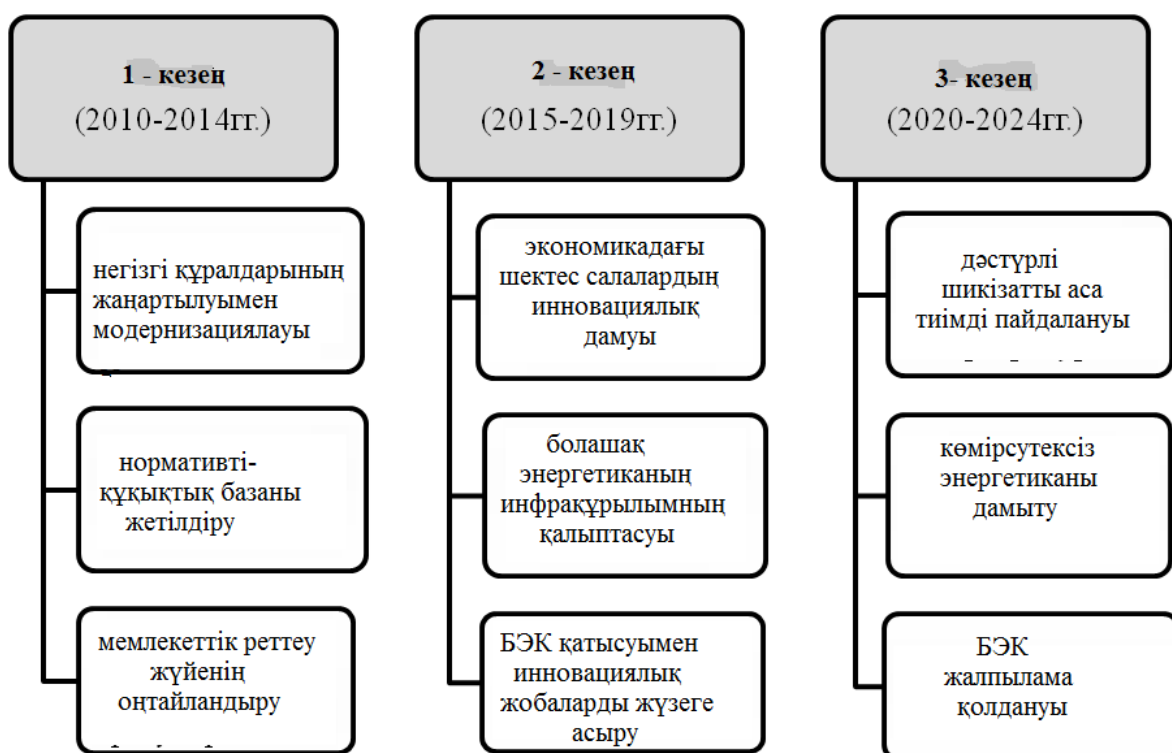 1 - кезең
(2010-2014гг.)
негізгі құралдарының
жаңартылуымен
модернизациялауы
нормативті-
құқықтық базаны
жетілдіру
мемлекеттік реттеу
жүйенің
оңтайландыру
2 - кезең
(2015-2019гг.)
экономикадағы
шектес салалардың
инновациялық
дамуы
болашақ
энергетиканың
инфрақұрылымның
қалыптасуы
БЭК қатысуымен
инновациялық
жобаларды жүзеге
асыру
3- кезең
(2020-2024гг.)
дәстүрлі
шикізатты аса
тиімді пайдалануы
көмірсутексіз
энергетиканы
дамыту
БЭК
жалпылама
қолдануы